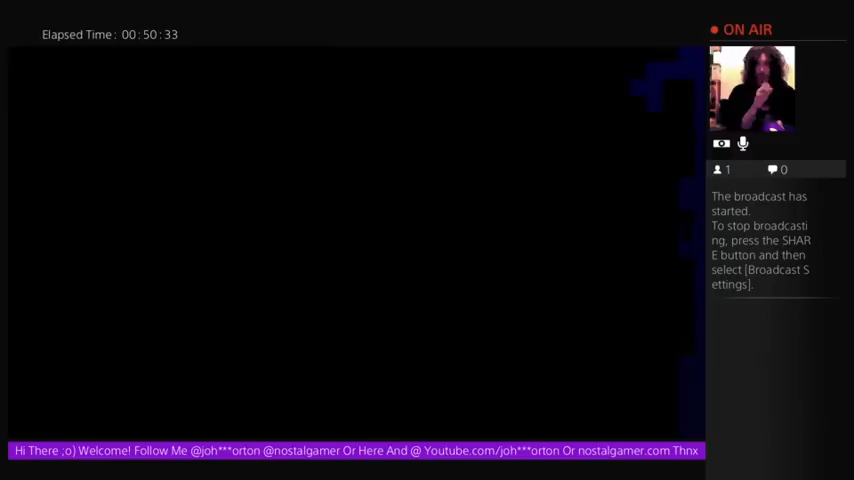 Elapsed Time: 00:50:33
ON AIR
1 0
The broadcast has
started.
To stop broadcasti
ng, press the SHAR
E button and then
select [Broadcast S
ettings].
Hi There ;o) Welcome! Follow Me @joh***orton @nostalgamer Or Here And @ Youtube.com/joh***orton Or nostalgamer.com Thnx